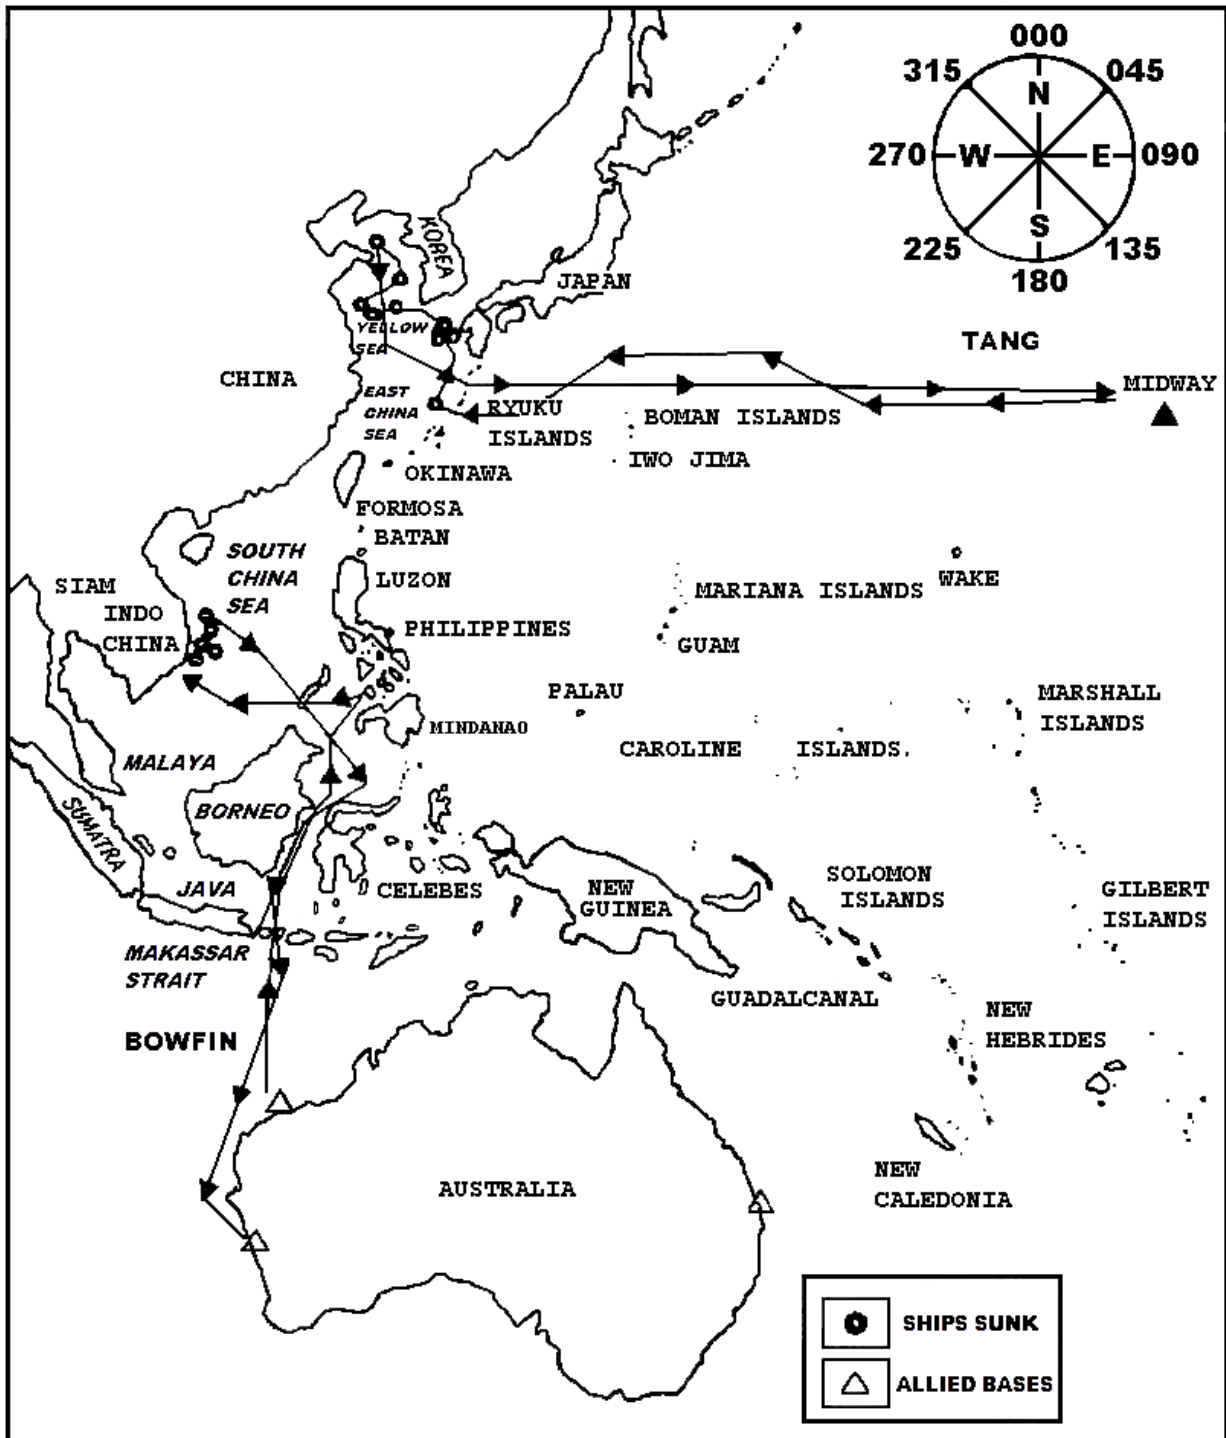 000
315
045
N
270
W
E
090
S
225
135
180
KOREA
JAPAN
TANG
YELLOW
SEA
CHINA
MIDWAY
EAST
CHINA
SEA
RYUKU
ISLANDS
BOMAN ISLANDS
IWO JIMA
OKINAWA
FORMOSA
BATAN
SOUTH
CHINA
SEA
LUZON
SIAM
INDO
CHINA
MARIANA ISLANDS
WAKE
PHILIPPINES
GUAM
PALAU
MARSHALL
ISLANDS
MINDANAO
CAROLINE ISLANDS.
MALAYA
BORNEO
SUMATRA
JAVA
CELEBES
NEW
GUINEA
SOLOMON
ISLANDS
GILBERT
ISLANDS
MAKASSAR
STRAIT
GUADALCANAL
BOWFIN
NEW
HEBRIDES
AUSTRALIA
NEW
CALEDONIA
SHIPS SUNK
ALLIED BASES